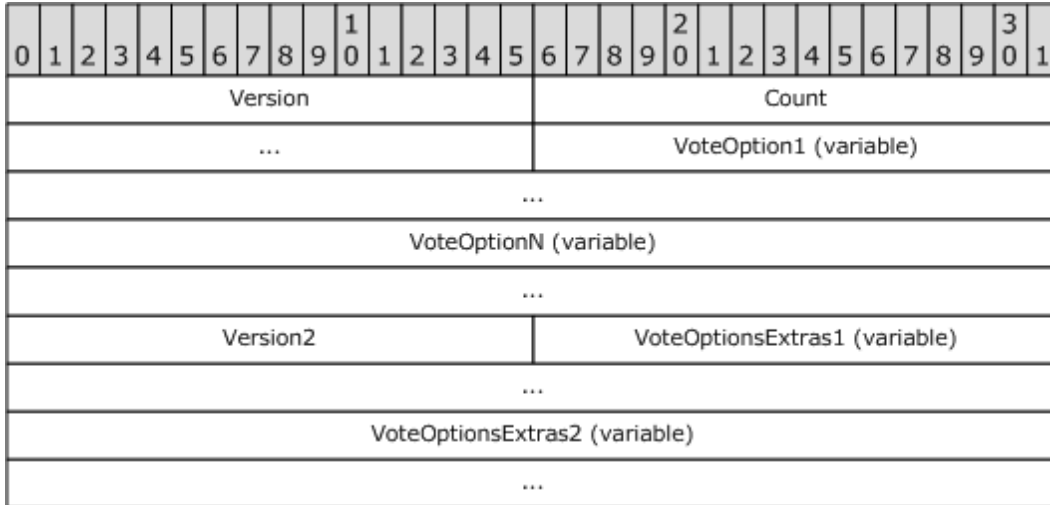 1 2 3
0 1 2 3 4 5 6 7 8 9 0 1 2 3 4 5 6 7 8 9 0 1 2 3 4 5 6 7 8 9 0 1
Version Count
... VoteOption1 (variable)
...
VoteOptionN (variable)
...
Version2 VoteOptionsExtras1 (variable)
...
VoteOptionsExtras2 (variable)
...